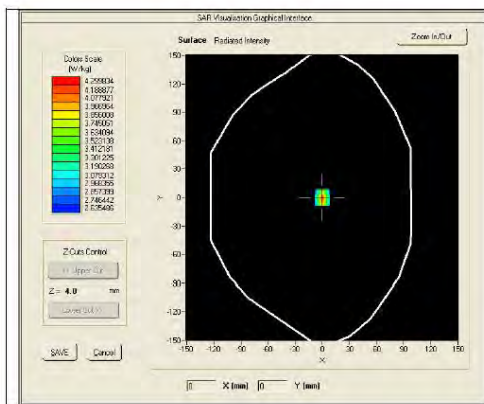 SAR Visualisation Graphical Interface
Surface Radiated Intensity
Zoom In/Out
Colors Scale
(W/kg)
4.299834
4.188877
4.077921
3.966964
3.856008
3.745051
3.634094
3.523138
3.412181
3.301225
3.190268
3.079312
2.968355
2.857399
2.746442
2.635486
150
120
90
60
30
0
-30
-60
-90
-120
-150
Y
-150 -120 -90 -60 -30 0 30 60 90 120 150
X
Z Cuts Control
Z = 4.0 mm
SAVE
Cancel
0 X (mm) 0 Y (mm)